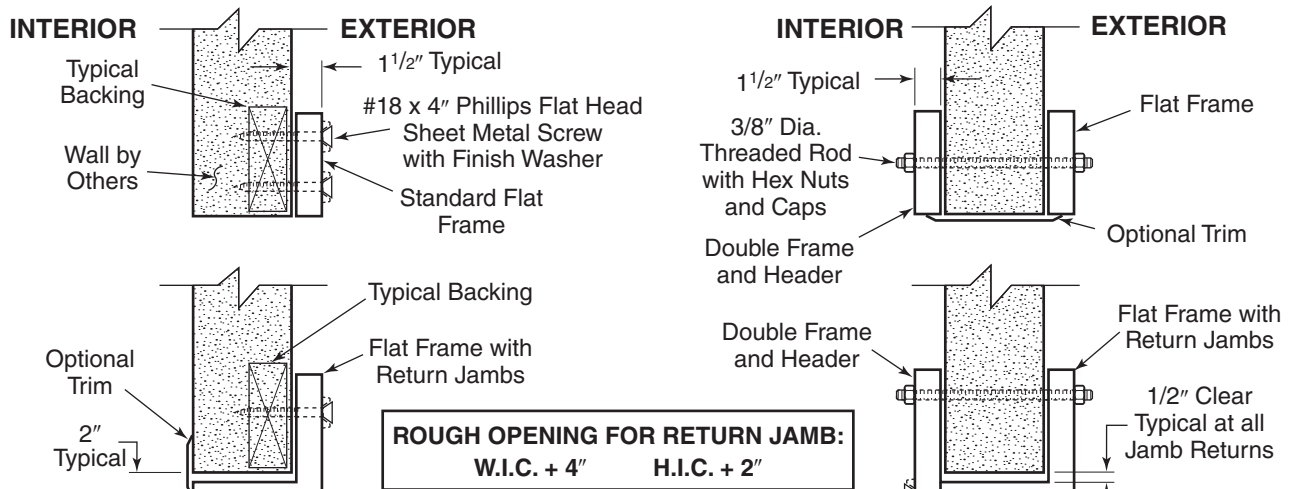 INTERIOR
EXTERIOR
Typical
Backing
1 1/2″ Typical
#18 x 4″ Phillips Flat Head
Sheet Metal Screw
with Finish Washer
Wall by
Others
Standard Flat
Frame
INTERIOR
EXTERIOR
1 1/2″ Typical
Flat Frame
3/8″ Dia.
Threaded Rod
with Hex Nuts
and Caps
Double Frame
and Header
Optional Trim
Typical Backing
Optional
Trim
Flat Frame with
Return Jambs
2″
Typical
ROUGH OPENING FOR RETURN JAMB:
W.I.C. + 4″ H.I.C. + 2″
Double Frame
and Header
Flat Frame with
Return Jambs
1/2″ Clear
Typical at all
Jamb Returns